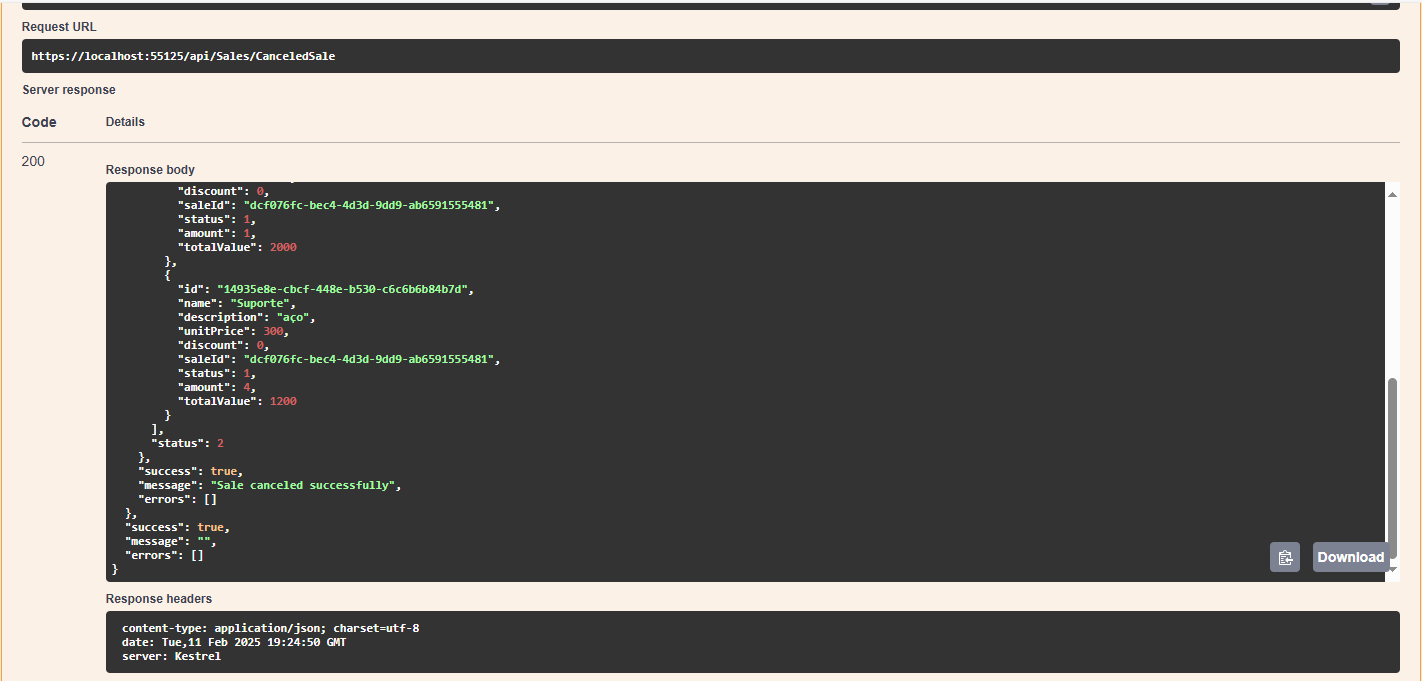 Request URL
https://localhost:55125/api/Sales/CanceledSale
Server response
Code Details
200
Response body
"discount": 0,
"saleId": "dcf076fc-bec4-4d3d-9dd9-ab6591555481",
"status": 1,
"amount": 1,
"totalValue": 2000
},
{
"id": "14935e8e-cbcf-448e-b530-c6c6b6b84b7d",
"name": "Suporte",
"description": "aço",
"unitPrice": 300,
"discount": 0,
"saleId": "dcf076fc-bec4-4d3d-9dd9-ab6591555481",
"status": 1,
"amount": 4,
"totalValue": 1200
}
],
"status": 2
},
"success": true,
"message": "Sale canceled successfully",
"errors": []
},
"success": true,
"message": "",
"errors": []
}
Download
Response headers
content-type: application/json; charset=utf-8
date: Tue,11 Feb 2025 19:24:50 GMT
server: Kestrel